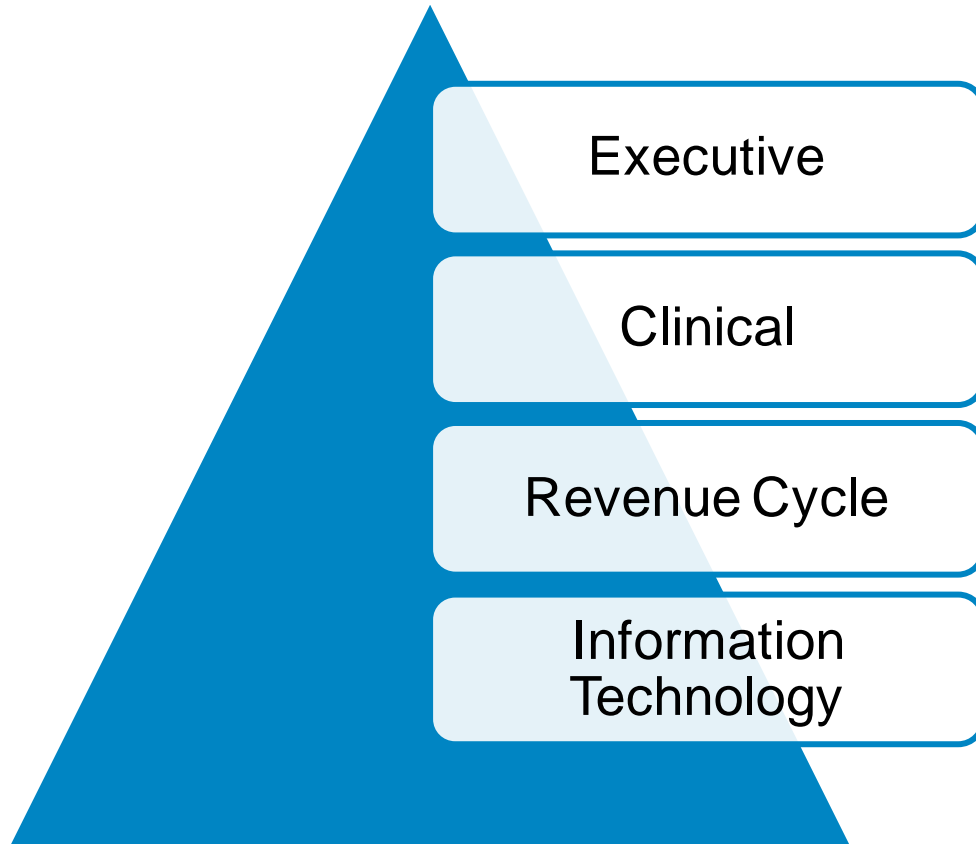 Executive
Clinical
Revenue Cycle
Information
Technology